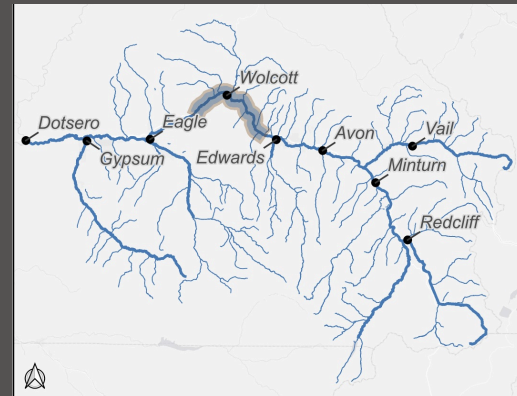 Wolcott
Dotsero
Eagle
Vail
Avon
Gypsum
Edwards
Minturn
Redcliff